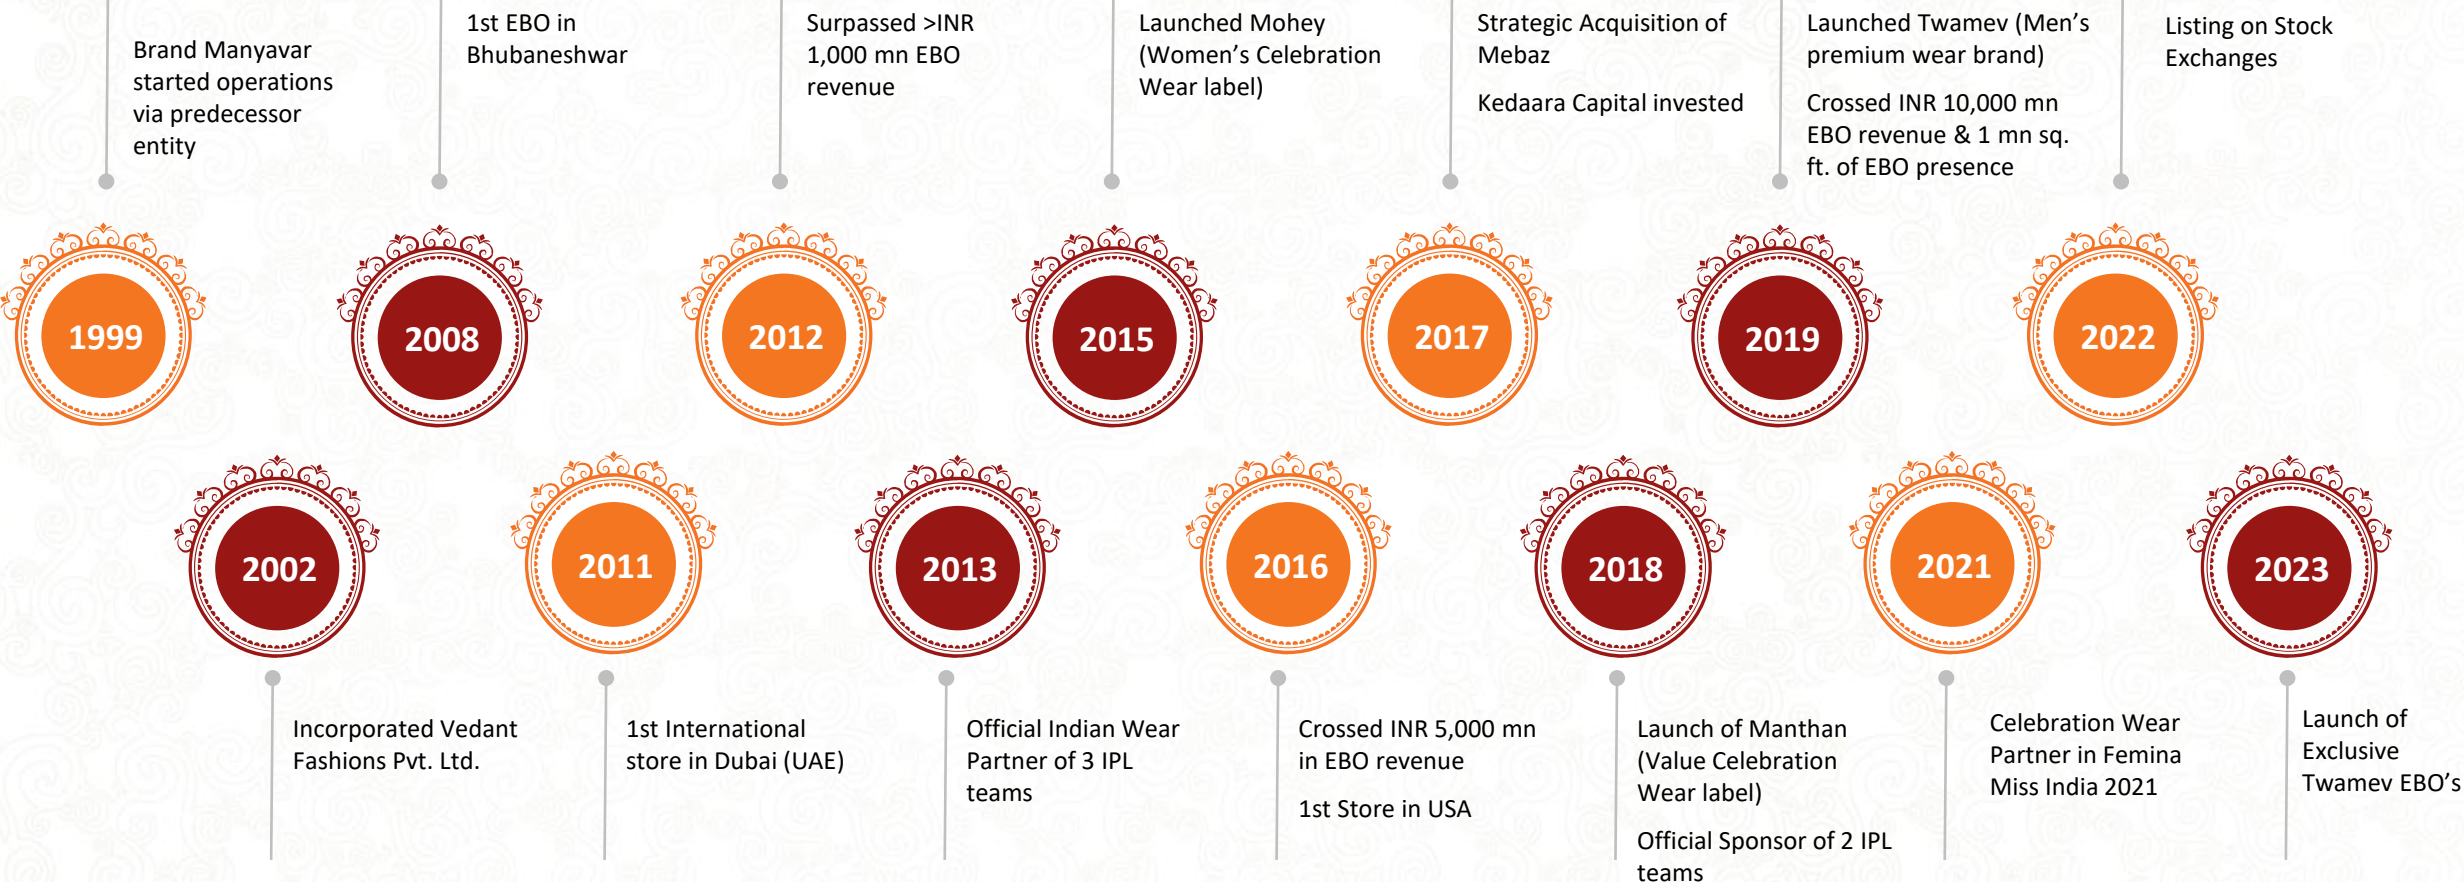 Brand Manyavar
started operations
via predecessor
entity
1st EBO in
Bhubaneshwar
Surpassed >INR
1,000 mn EBO
revenue
Launched Mohey
(Women’s Celebration
Wear label)
Strategic Acquisition of
Mebaz
Kedaara Capital invested
Launched Twamev (Men’s
premium wear brand)
Crossed INR 10,000 mn
EBO revenue & 1 mn sq.
ft. of EBO presence
Listing on Stock
Exchanges
1999
2008
2012
2015
2017
2019
2022
2002
2011
2013
2016
2018
2021
2023
Incorporated Vedant
Fashions Pvt. Ltd.
1st International
store in Dubai (UAE)
Official Indian Wear
Partner of 3 IPL
teams
Crossed INR 5,000 mn
in EBO revenue
1st Store in USA
Launch of Manthan
(Value Celebration
Wear label)
Official Sponsor of 2 IPL
teams
Celebration Wear
Partner in Femina
Miss India 2021
Launch of
Exclusive
Twamev EBO’s